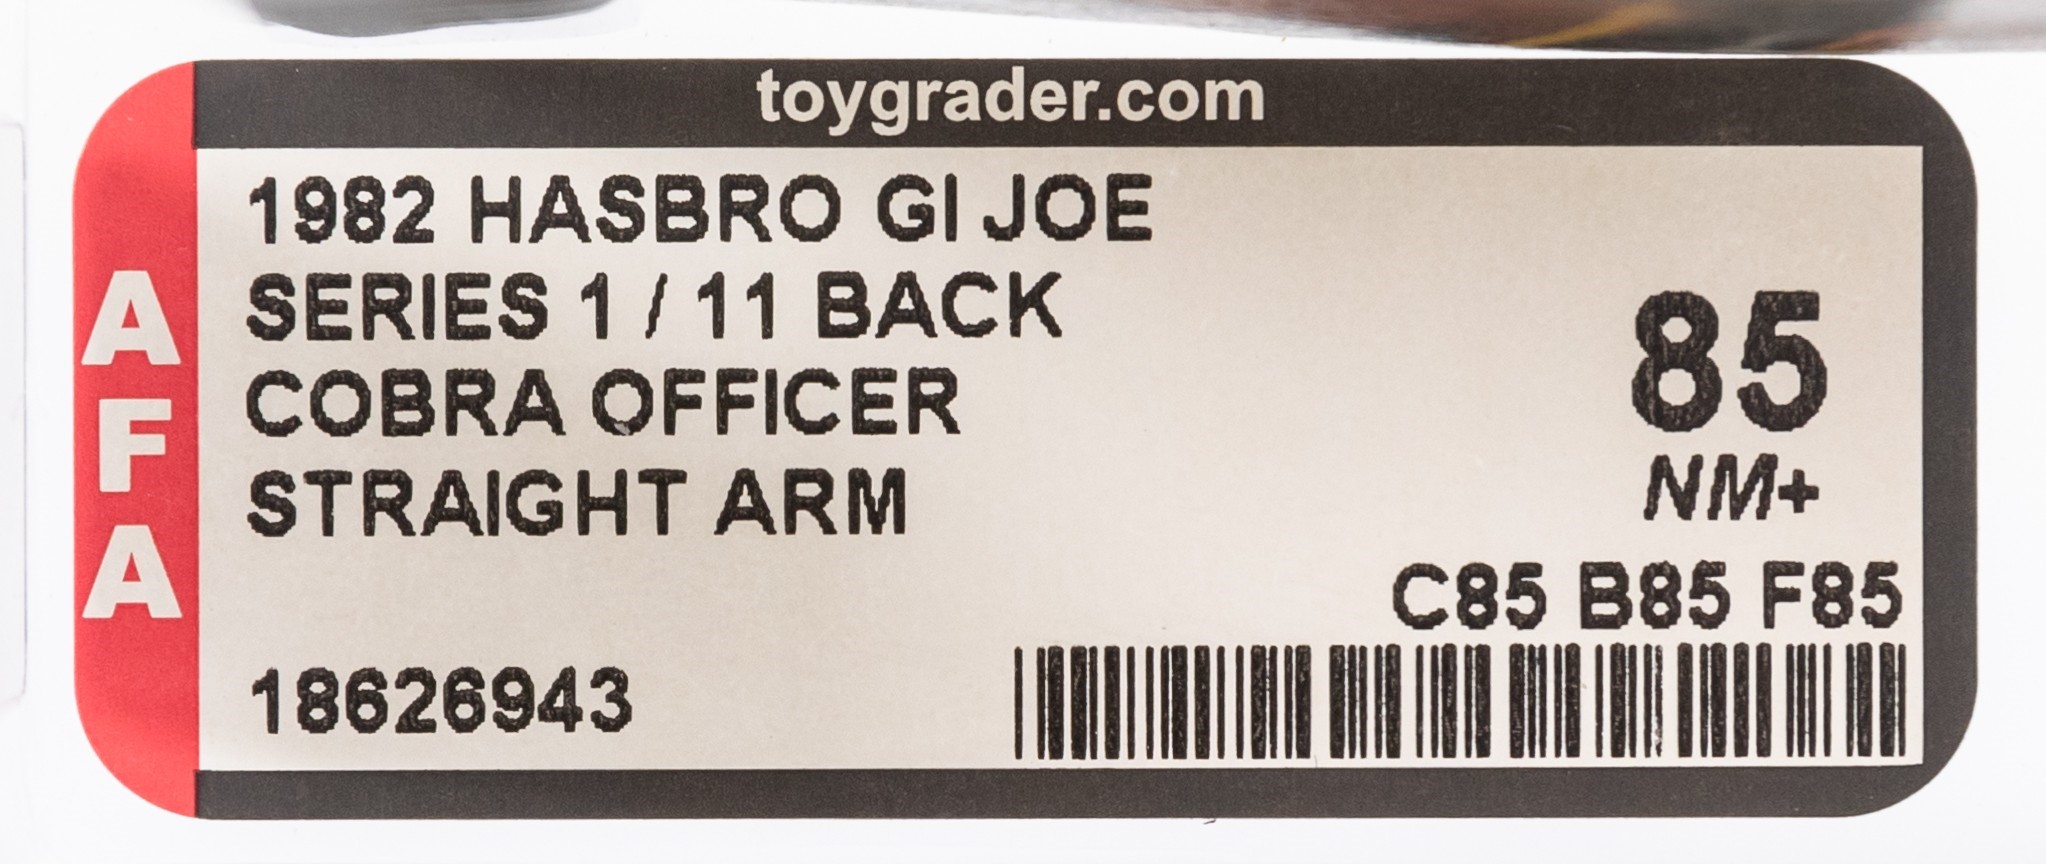 toygrader.com
AFA
1982 HASBRO GI JOE
SERIES 1 / 11 BACK
COBRA OFFICER
STRAIGHT ARM
85
NM+
C85 B85 F85
18626943